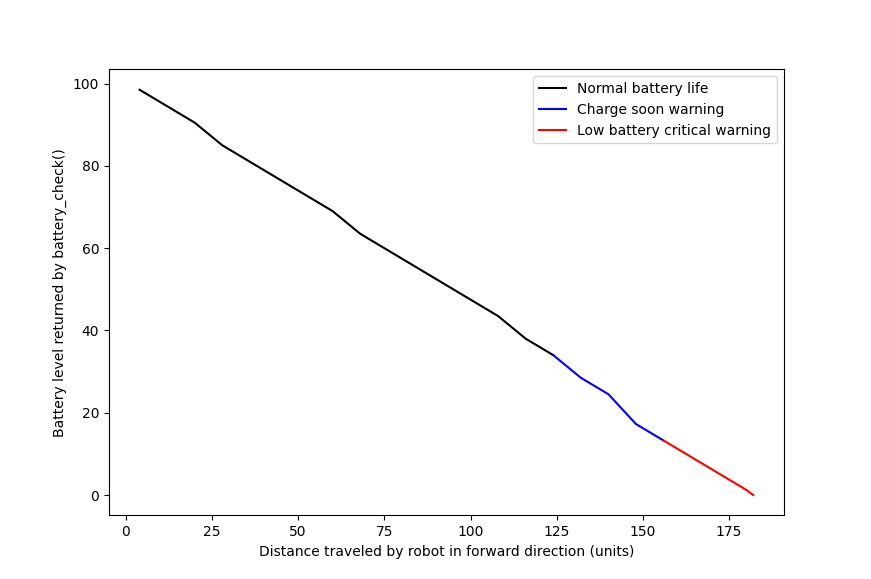 Normal battery life
Charge soon warning
Low battery critical warning
100
80
60
40
20
0
Battery level returned by battery_check()
0 25 50 75 100 125 150 175
Distance traveled by robot in forward direction (units)